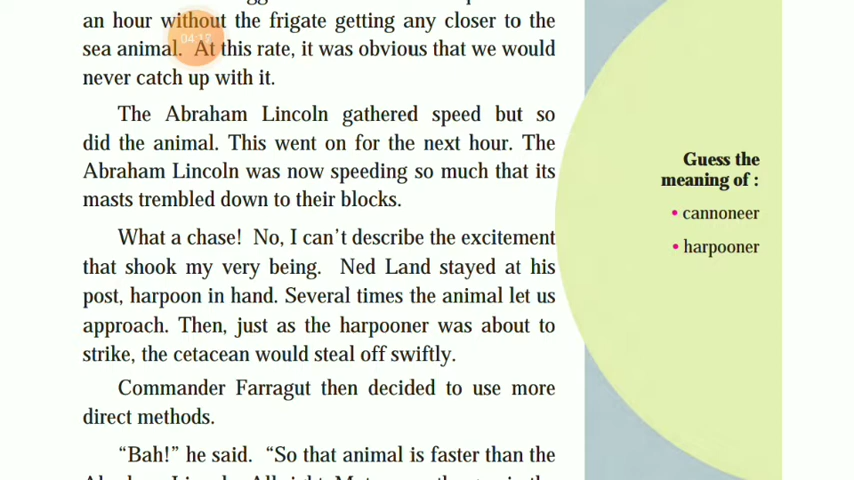 an hour without the frigate getting any closer to the
04:19
sea animal. At this rate, it was obvious that we would
never catch up with it.
The Abraham Lincoln gathered speed but so
did the animal. This went on for the next hour. The
Abraham Lincoln was now speeding so much that its
masts trembled down to their blocks.
What a chase! No, I can't describe the excitement
that shook my very being. Ned Land stayed at his
post, harpoon in hand. Several times the animal let us
approach. Then, just as the harpooner was about to
strike, the cetacean would steal off swiftly.
Commander Farragut then decided to use more
direct methods.
"Bah!" he said. "So that animal is faster than the
Guess the
meaning of :
• cannoneer
• harpooner